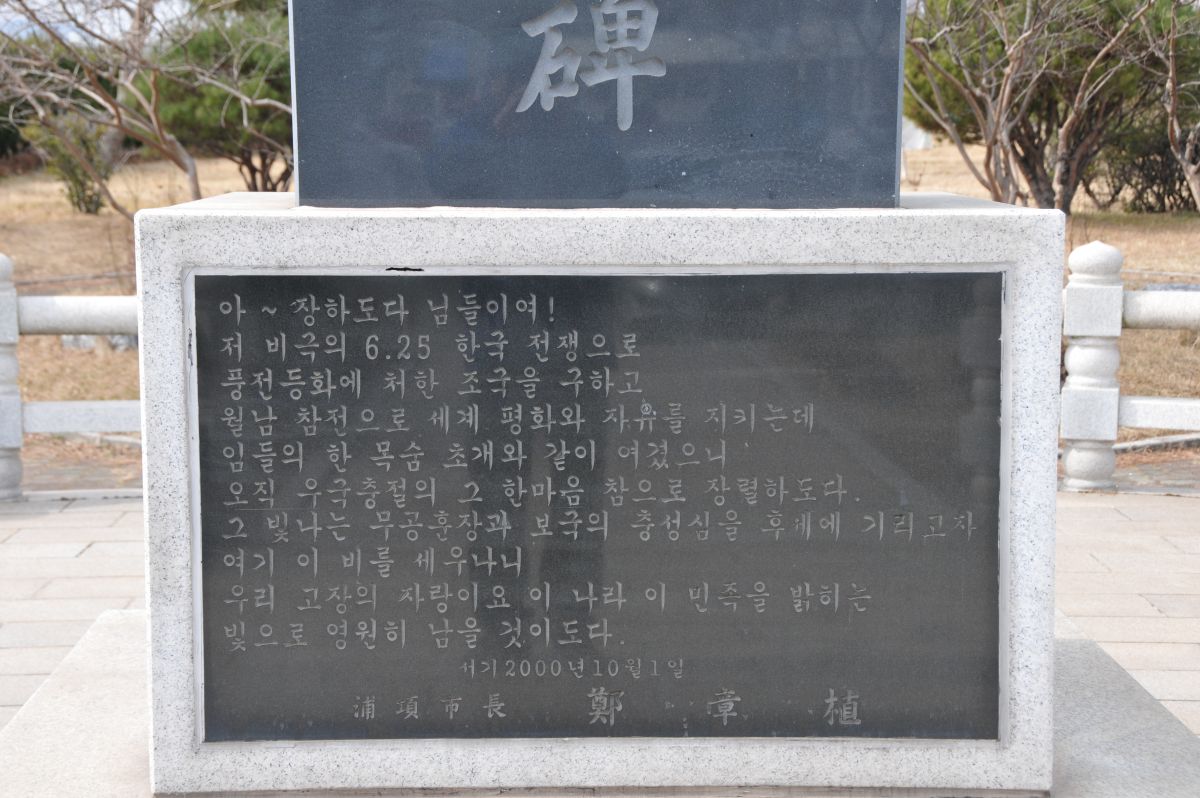 碑
아 ~ 장하도다 님들이여!
저 비극의 6.25 한국 전쟁으로
풍전등화에 처한 조국을 구하고
월남 참전으로 세계 평화와 자유를 지키는데
임들의 한 목숨 초개와 같이 여겼으니
오직 우국충절의 그 한마음 참으로 장렬하도다.
그 빛나는 무공훈장과 보국의 충성심을 후세에 기리고자
여기 이 비를 세우나니
우리 고장의 자랑이요 이 나라 이 민족을 밝히는
빛으로 영원히 남을 것이도다.
서기2000년10월1일
浦項市長 鄭章植